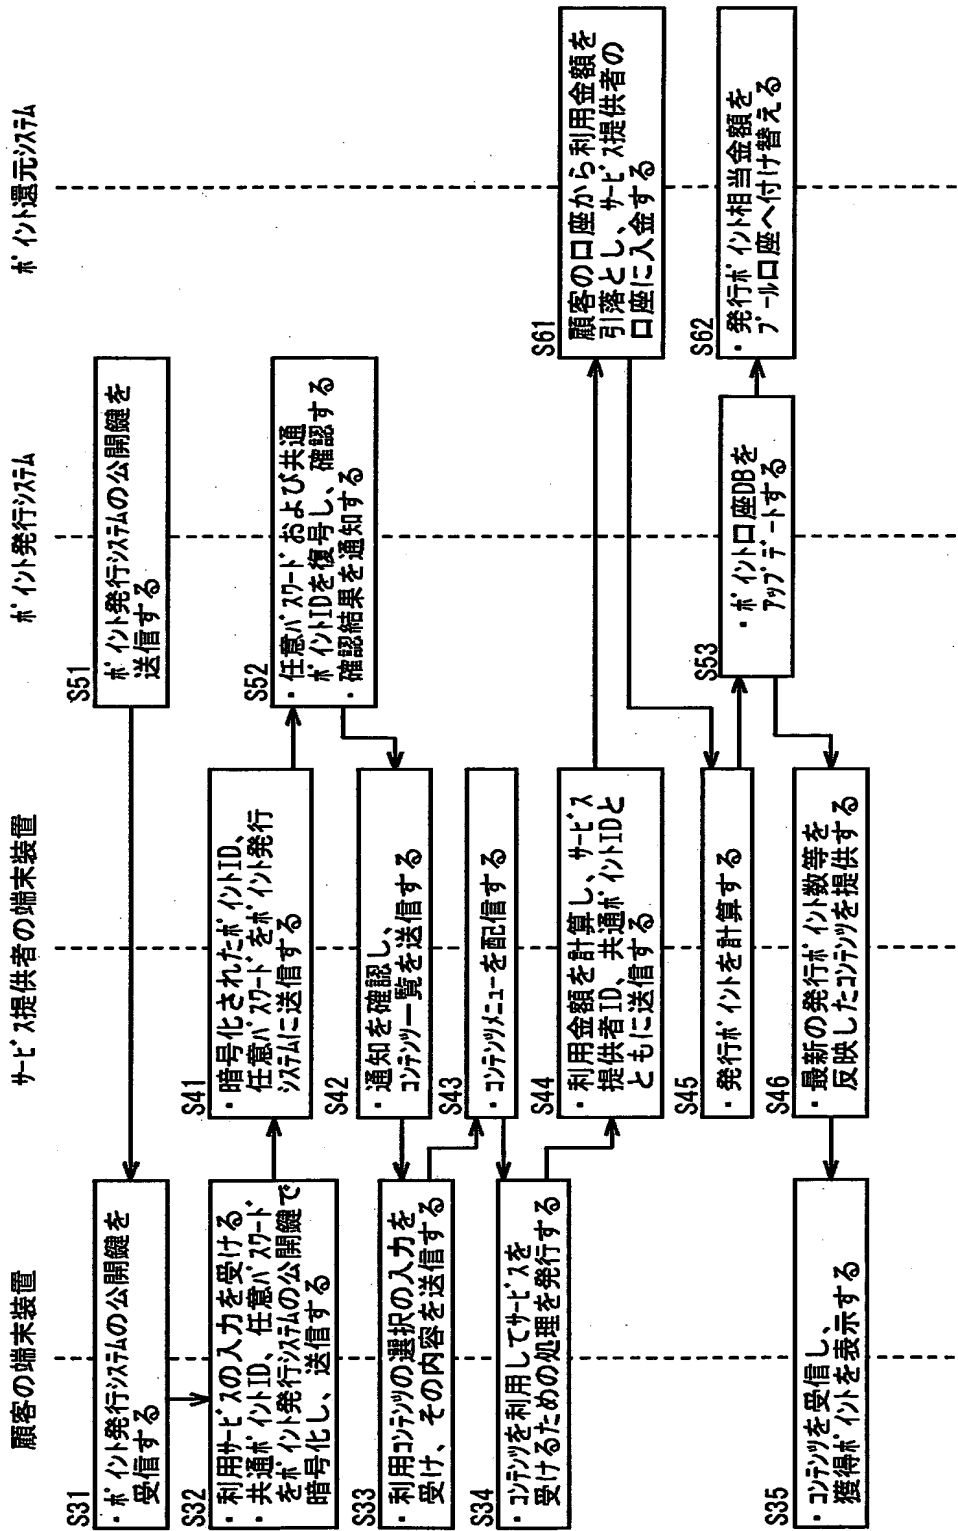 顧客の端末装置
サービス提供者の端末装置
ポイント発行システム
ポイント還元システム
S31
・ポイント発行システムの公開鍵を
受信する
S51
・ポイント発行システムの公開鍵を
送信する
S32
・利用サービスの入力を受ける
・共通ポイントID、任意パスワード
をポイント発行システムの公開鍵で
暗号化し、送信する
S41
・暗号化されたポイントID、
任意パスワードをポイント発行
システムに送信する
S52
・任意パスワードおよび共通
ポイントIDを復号し、確認する
・確認結果を通知する
S42
・通知を確認し、
コンテンツ一覧を送信する
S33
・利用コンテンツの選択の入力を
受け、その内容を送信する
S43
・コンテンツメニューを配信する
S34
・コンテンツを利用してサービスを
受けるための処理を発行する
S44
・利用金額を計算し、サービス
提供者ID、共通ポイントIDと
ともに送信する
S61
顧客の口座から利用金額を
引落とし、サービス提供者の
口座に入金する
S45
・発行ポイントを計算する
S53
・ポイント口座DBを
アップデートする
S62
・発行ポイント相当金額を
プール口座へ付け替える
S46
・最新の発行ポイント数等を
反映したコンテンツを提供する
S35
・コンテンツを受信し、
獲得ポイントを表示する